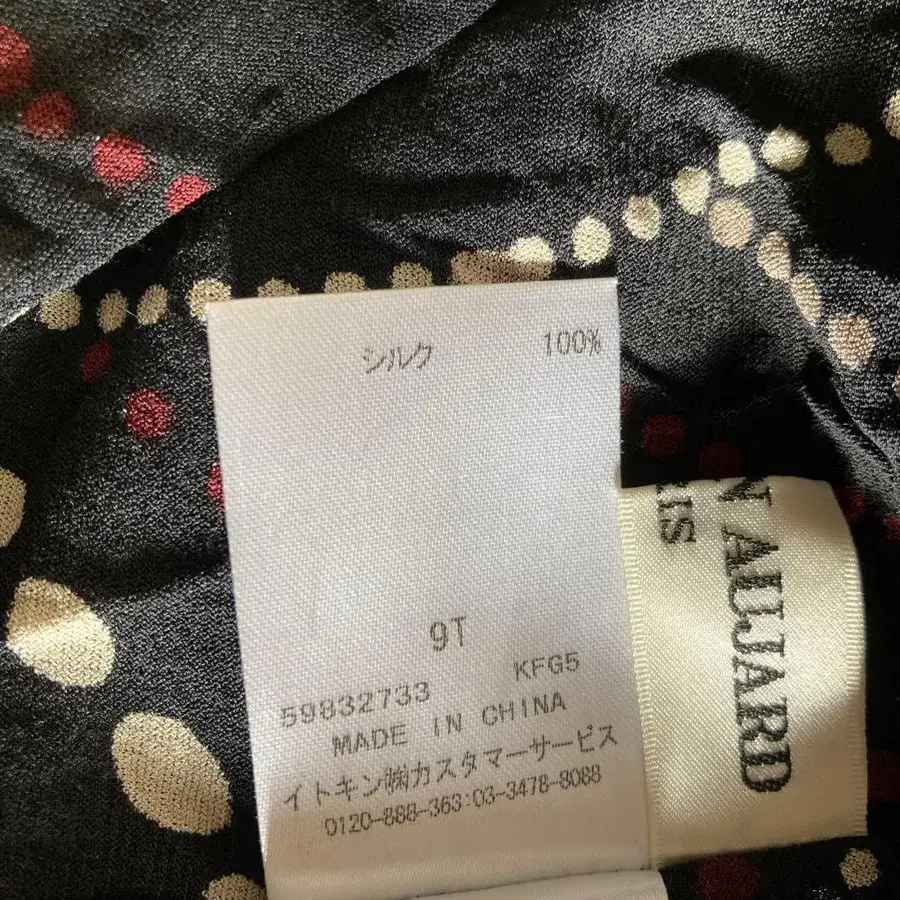 シルク 100%
9T
59832733 KFG5
MADE IN CHINA
イトキン㈱カスタマーサービス
0120-888-363:03-3478-8088
N AUJARD